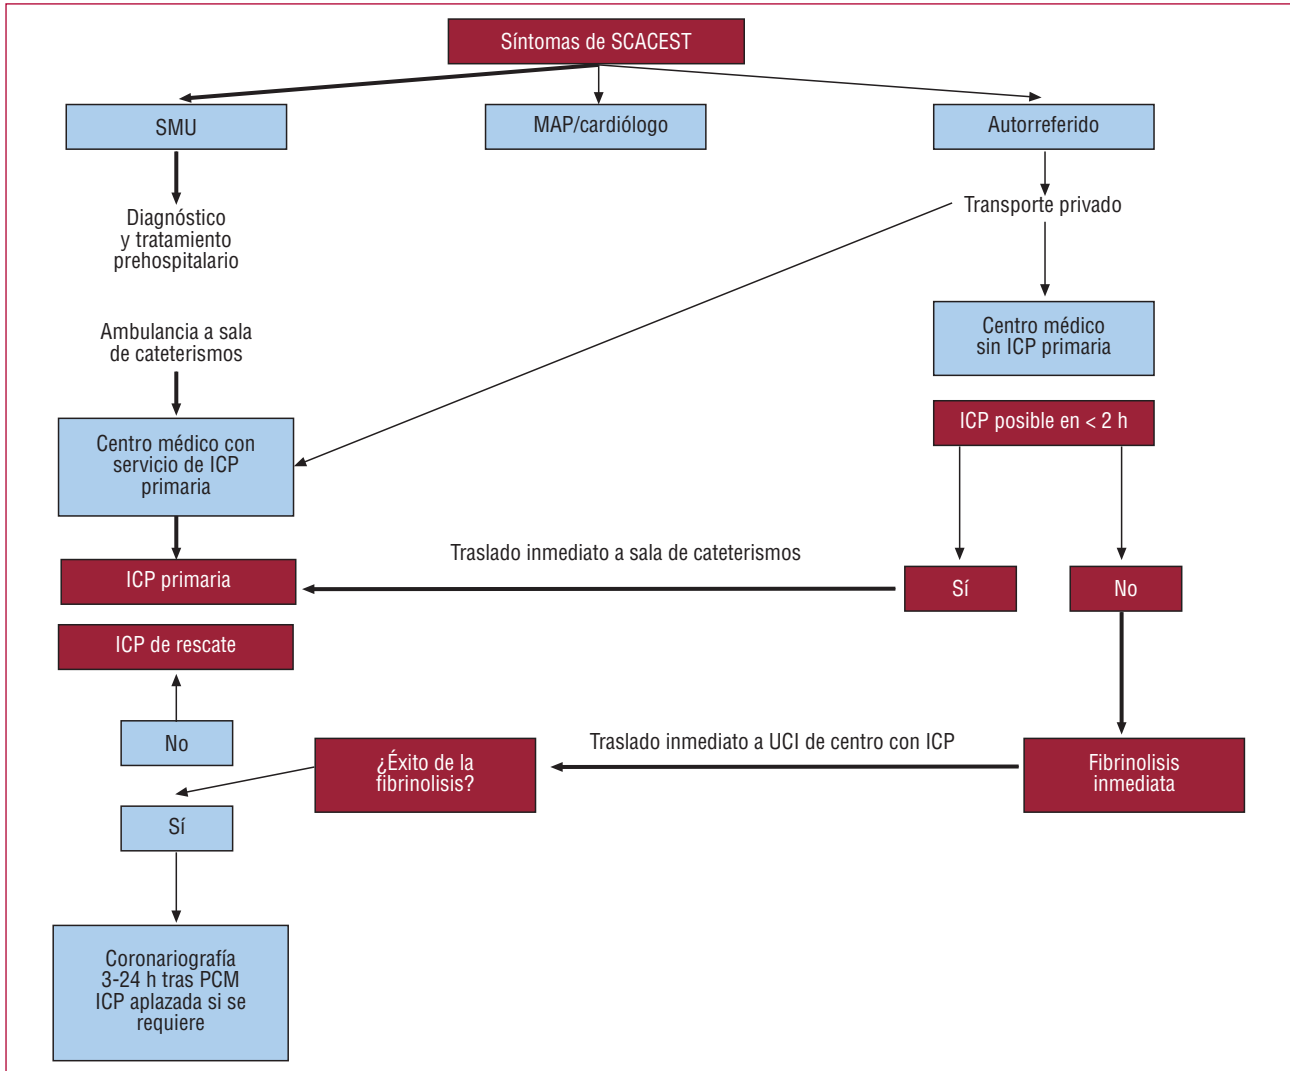 Síntomas de SCACEST
SMU
MAP/cardiólogo
Autorreferido
Diagnóstico
y tratamiento
prehospitalario
Transporte privado
Ambulancia a sala
de cateterismos
Centro médico
sin ICP primaria
Centro médico con
servicio de ICP
primaria
ICP posible en < 2 h
Traslado inmediato a sala de cateterismos
ICP primaria
Sí
No
ICP de rescate
No
Traslado inmediato a UCI de centro con ICP
¿Éxito de la
fibrinolisis?
Fibrinolisis
inmediata
Sí
Coronariografía
3-24 h tras PCM
ICP aplazada si se
requiere